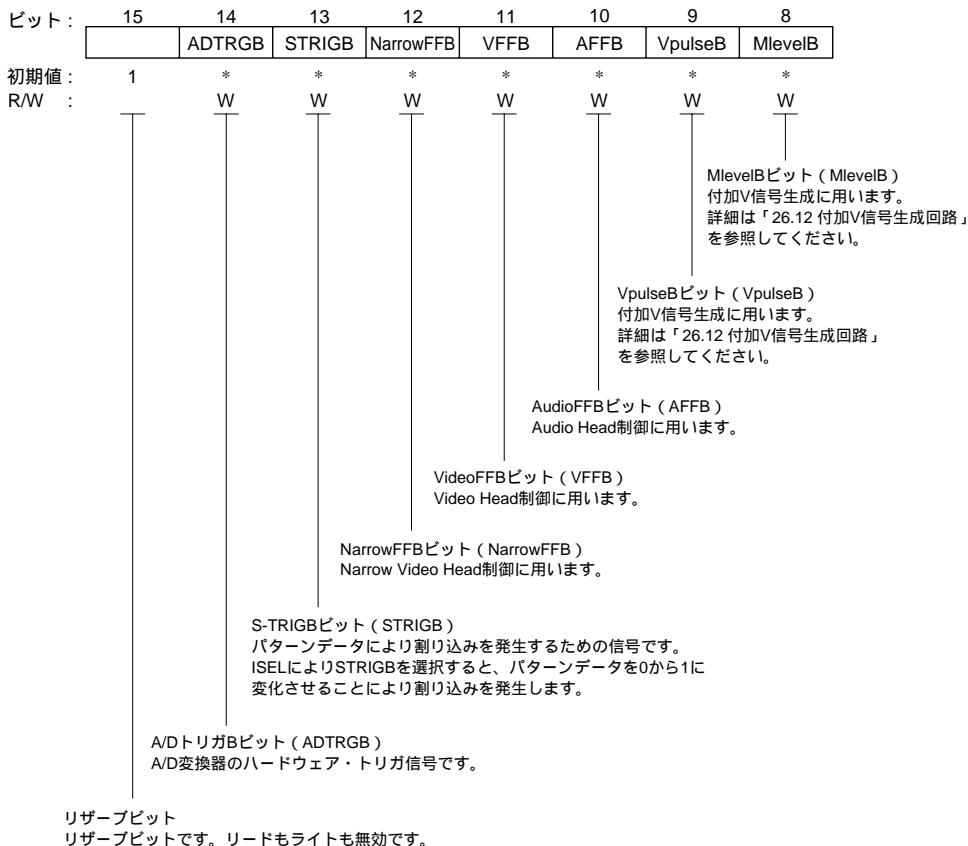 ビット： 15 14 13 12 11 10 9 8
ADTRGB STRIGB NarrowFFB VFFB AFFB VpulseB MlevelB
初期値： 1 * * * * * * *
R/W ： W W W W W W W
MlevelBビット（MlevelB）
付加V信号生成に用います。
詳細は「26.12 付加V信号生成回路」
を参照してください。
VpulseBビット（VpulseB）
付加V信号生成に用います。
詳細は「26.12 付加V信号生成回路」
を参照してください。
AudioFFBビット（AFFB）
Audio Head制御に用います。
VideoFFBビット（VFFB）
Video Head制御に用います。
NarrowFFBビット（NarrowFFB）
Narrow Video Head制御に用います。
S-TRIGBビット（STRIGB）
パターンデータにより割り込みを発生するための信号です。
ISELによりSTRIGBを選択すると、パターンデータを0から1に
変化させることにより割り込みを発生します。
A/DトリガBビット（ADTRGB）
A/D変換器のハードウェア・トリガ信号です。
リザーブビット
リザーブビットです。リードもライトも無効です。